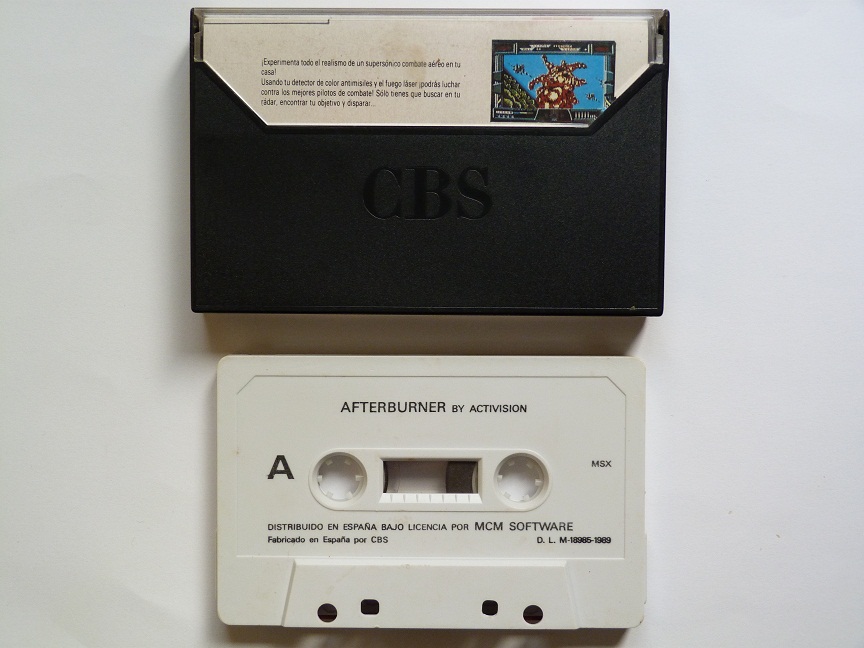 ¡Experimenta todo el realismo de un supersónico combate aéreo en tu
casa!
Usando tu detector de color antimisiles y el fuego láser ¡podrás luchar
contra los mejores pilotos de combate! Sólo tienes que buscar en tu
rádar, encontrar tu objetivo y disparar...
CBS
AFTERBURNER BY ACTIVISION
A
MSX
DISTRIBUIDO EN ESPAÑA BAJO LICENCIA POR MCM SOFTWARE
Fabricado en España por CBS D. L. M-18985-1989